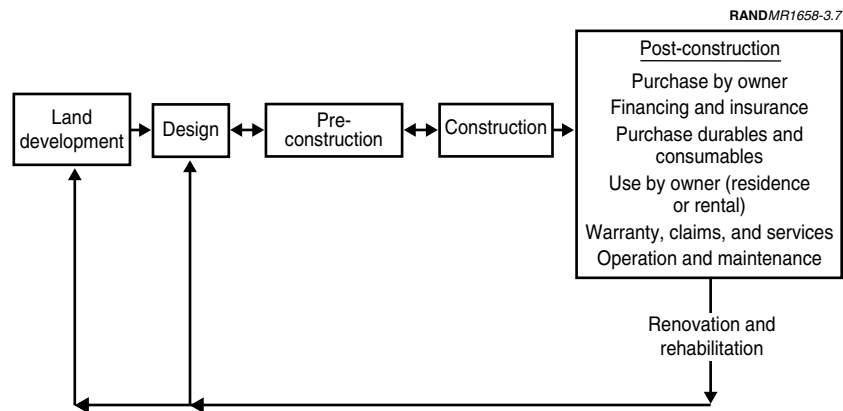 RANDMR1658-3.7
Land
development
Design
Pre-
construction
Construction
Post-construction
Purchase by owner
Financing and insurance
Purchase durables and
consumables
Use by owner (residence
or rental)
Warranty, claims, and services
Operation and maintenance
Renovation and
rehabilitation